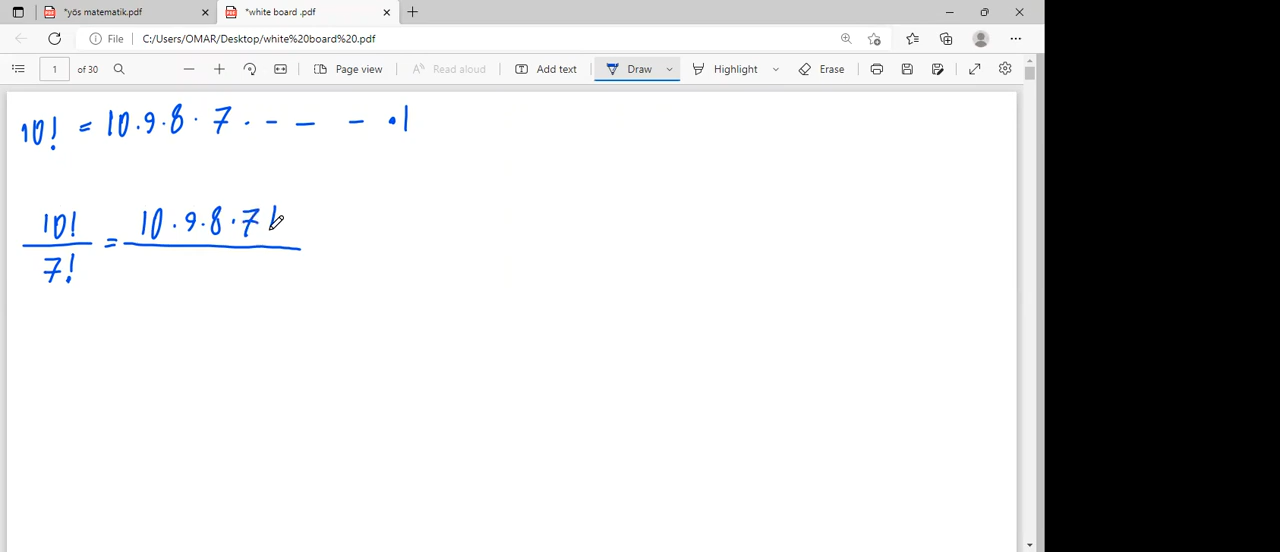 *yös matematik.pdf
*white board .pdf
File
C:/Users/OMAR/Desktop/white%20board%20.pdf
1 of 30
Page view
Read aloud
Add text
Draw
Highlight
Erase
10! = 10.9.8.7.-- -.1
10!/7! = 10.9.8.7